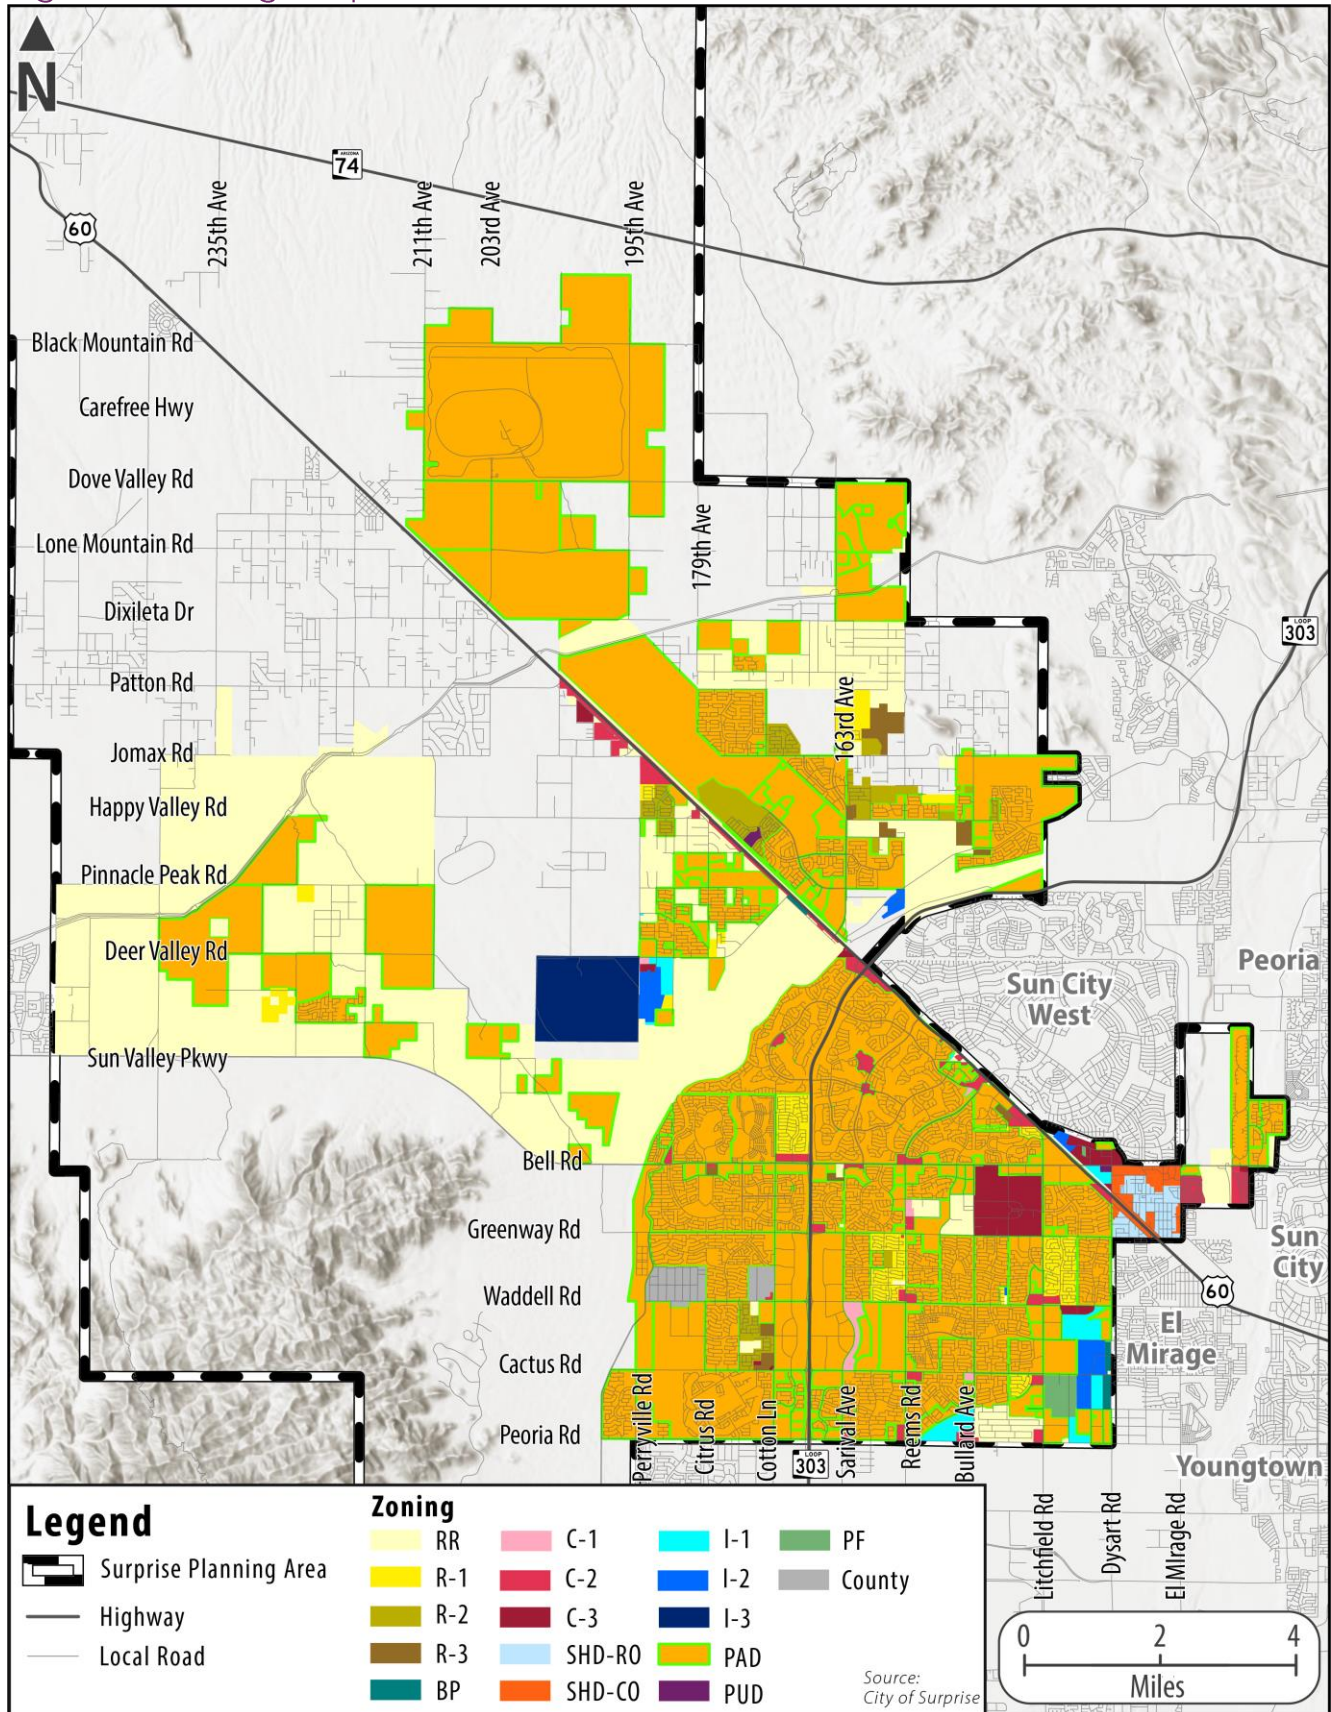 N
ARIZONA
74
60
235th Ave
211th Ave
203rd Ave
195th Ave
Black Mountain Rd
Carefree Hwy
Dove Valley Rd
Lone Mountain Rd
179th Ave
Dixileta Dr
LOOP
303
Patton Rd
163rd Ave
Jomax Rd
Happy Valley Rd
Pinnacle Peak Rd
Deer Valley Rd
Peoria
Sun City
West
Sun Valley Pkwy
Bell Rd
Greenway Rd
Sun
City
Waddell Rd
60
El
Mirage
Cactus Rd
Peoria Rd
Perryville Rd
Citrus Rd
Cotton Ln
LOOP
303
Sarival Ave
Reems Rd
Bullard Ave
Youngtown
Litchfield Rd
Dysart Rd
El MIrage Rd
Legend
Surprise Planning Area
Highway
Local Road
Zoning
RR
R-1
R-2
R-3
BP
C-1
C-2
C-3
SHD-RO
SHD-CO
I-1
I-2
I-3
PAD
PUD
PF
County
Source:
City of Surprise
0 2 4
Miles